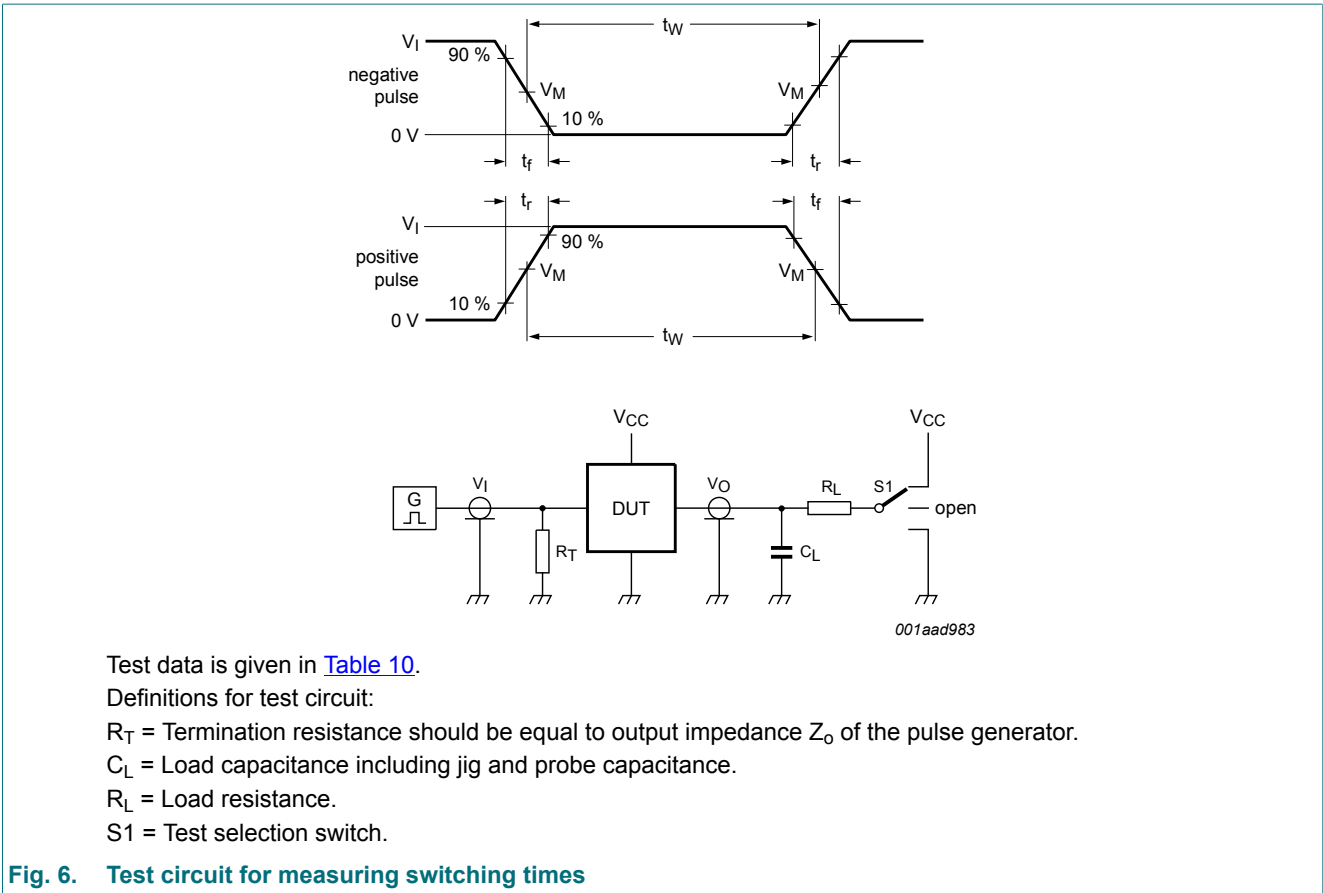 tW
VI
90 %
negative
pulse
VM
VM
10 %
0 V
tf
tr
tr
tf
VI
90 %
positive
pulse
VM
VM
10 %
0 V
tW
VCC
VCC
G
VI
DUT
VO
RL
S1
open
RT
CL
001aad983
Test data is given in Table 10.
Definitions for test circuit:
RT = Termination resistance should be equal to output impedance Zo of the pulse generator.
CL = Load capacitance including jig and probe capacitance.
RL = Load resistance.
S1 = Test selection switch.
Fig. 6. Test circuit for measuring switching times